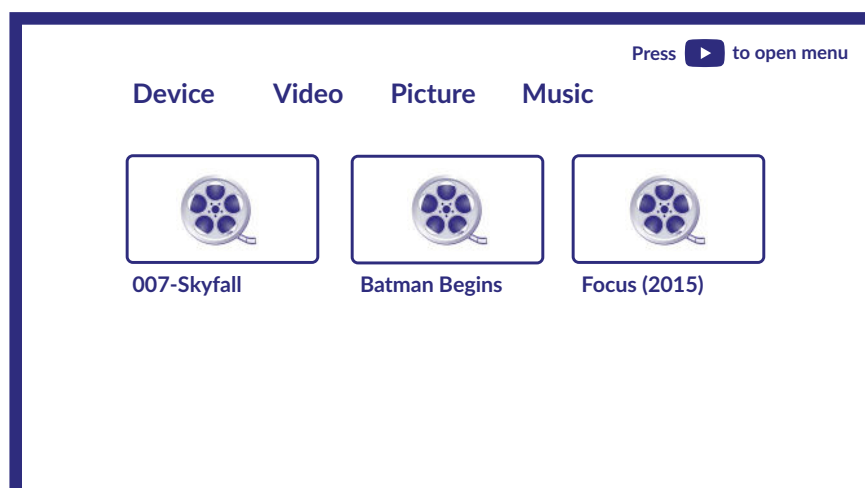 Press to open menu
Device Video Picture Music
007-Skyfall Batman Begins Focus (2015)